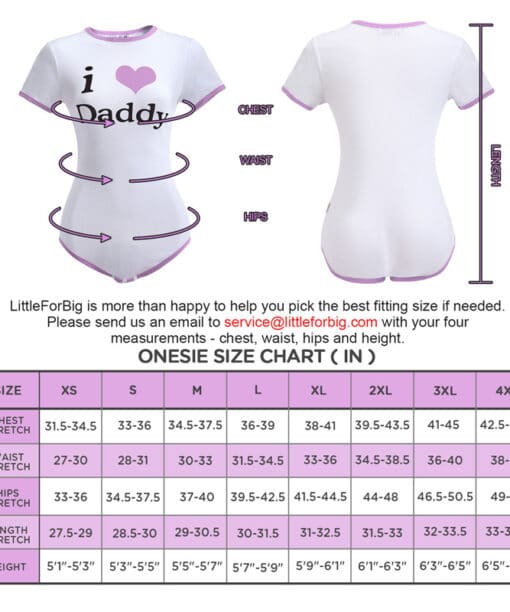 i
Daddy
CHEST
WAIST
HIPS
LENGTH
LittleForBig is more than happy to help you pick the best fitting size if needed.
Please send us an email to service@littleforbig.com with your four
measurements - chest, waist, hips and height.
ONESIE SIZE CHART ( IN )
SIZE XS S M L XL 2XL 3XL 4X
HEST
RETCH 31.5-34.5 33-36 34.5-37.5 36-39 38-41 39.5-43.5 41-45 42.5-
AIST
RETCH 27-30 28-31 30-33 31.5-34.5 33-36 34.5-38.5 36-40 38-
HIPS
RETCH 33-36 34.5-37.5 37-40 39.5-42.5 41.5-44.5 44-48 46.5-50.5 49-
NGTH
RETCH 27.5-29 28.5-30 29-30.5 30-31.5 31-32.5 31.5-33 32-33.5 33-3
EIGHT 5'1"-5'3" 5'3"-5'5" 5'5"-5'7" 5'7"-5'9" 5'9"-6'1" 6'1"-6'3" 6'3"-6'5" 6'5"-